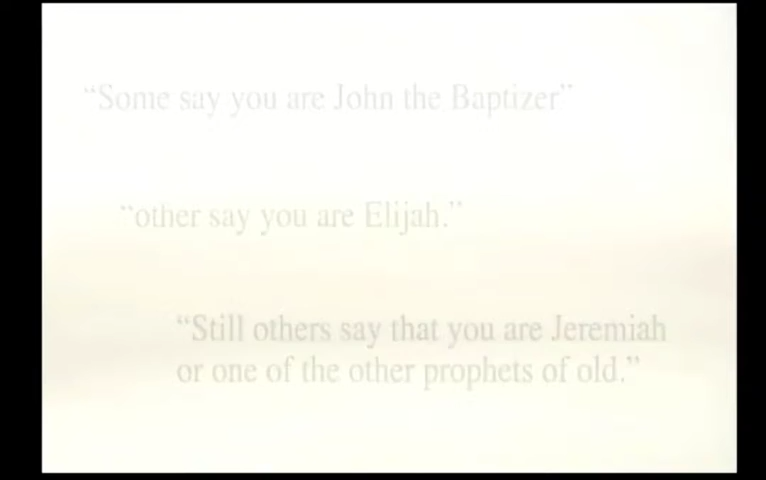 “Some say you are John the Baptizer”
“other say you are Elijah.”
“Still others say that you are Jeremiah
or one of the other prophets of old.”